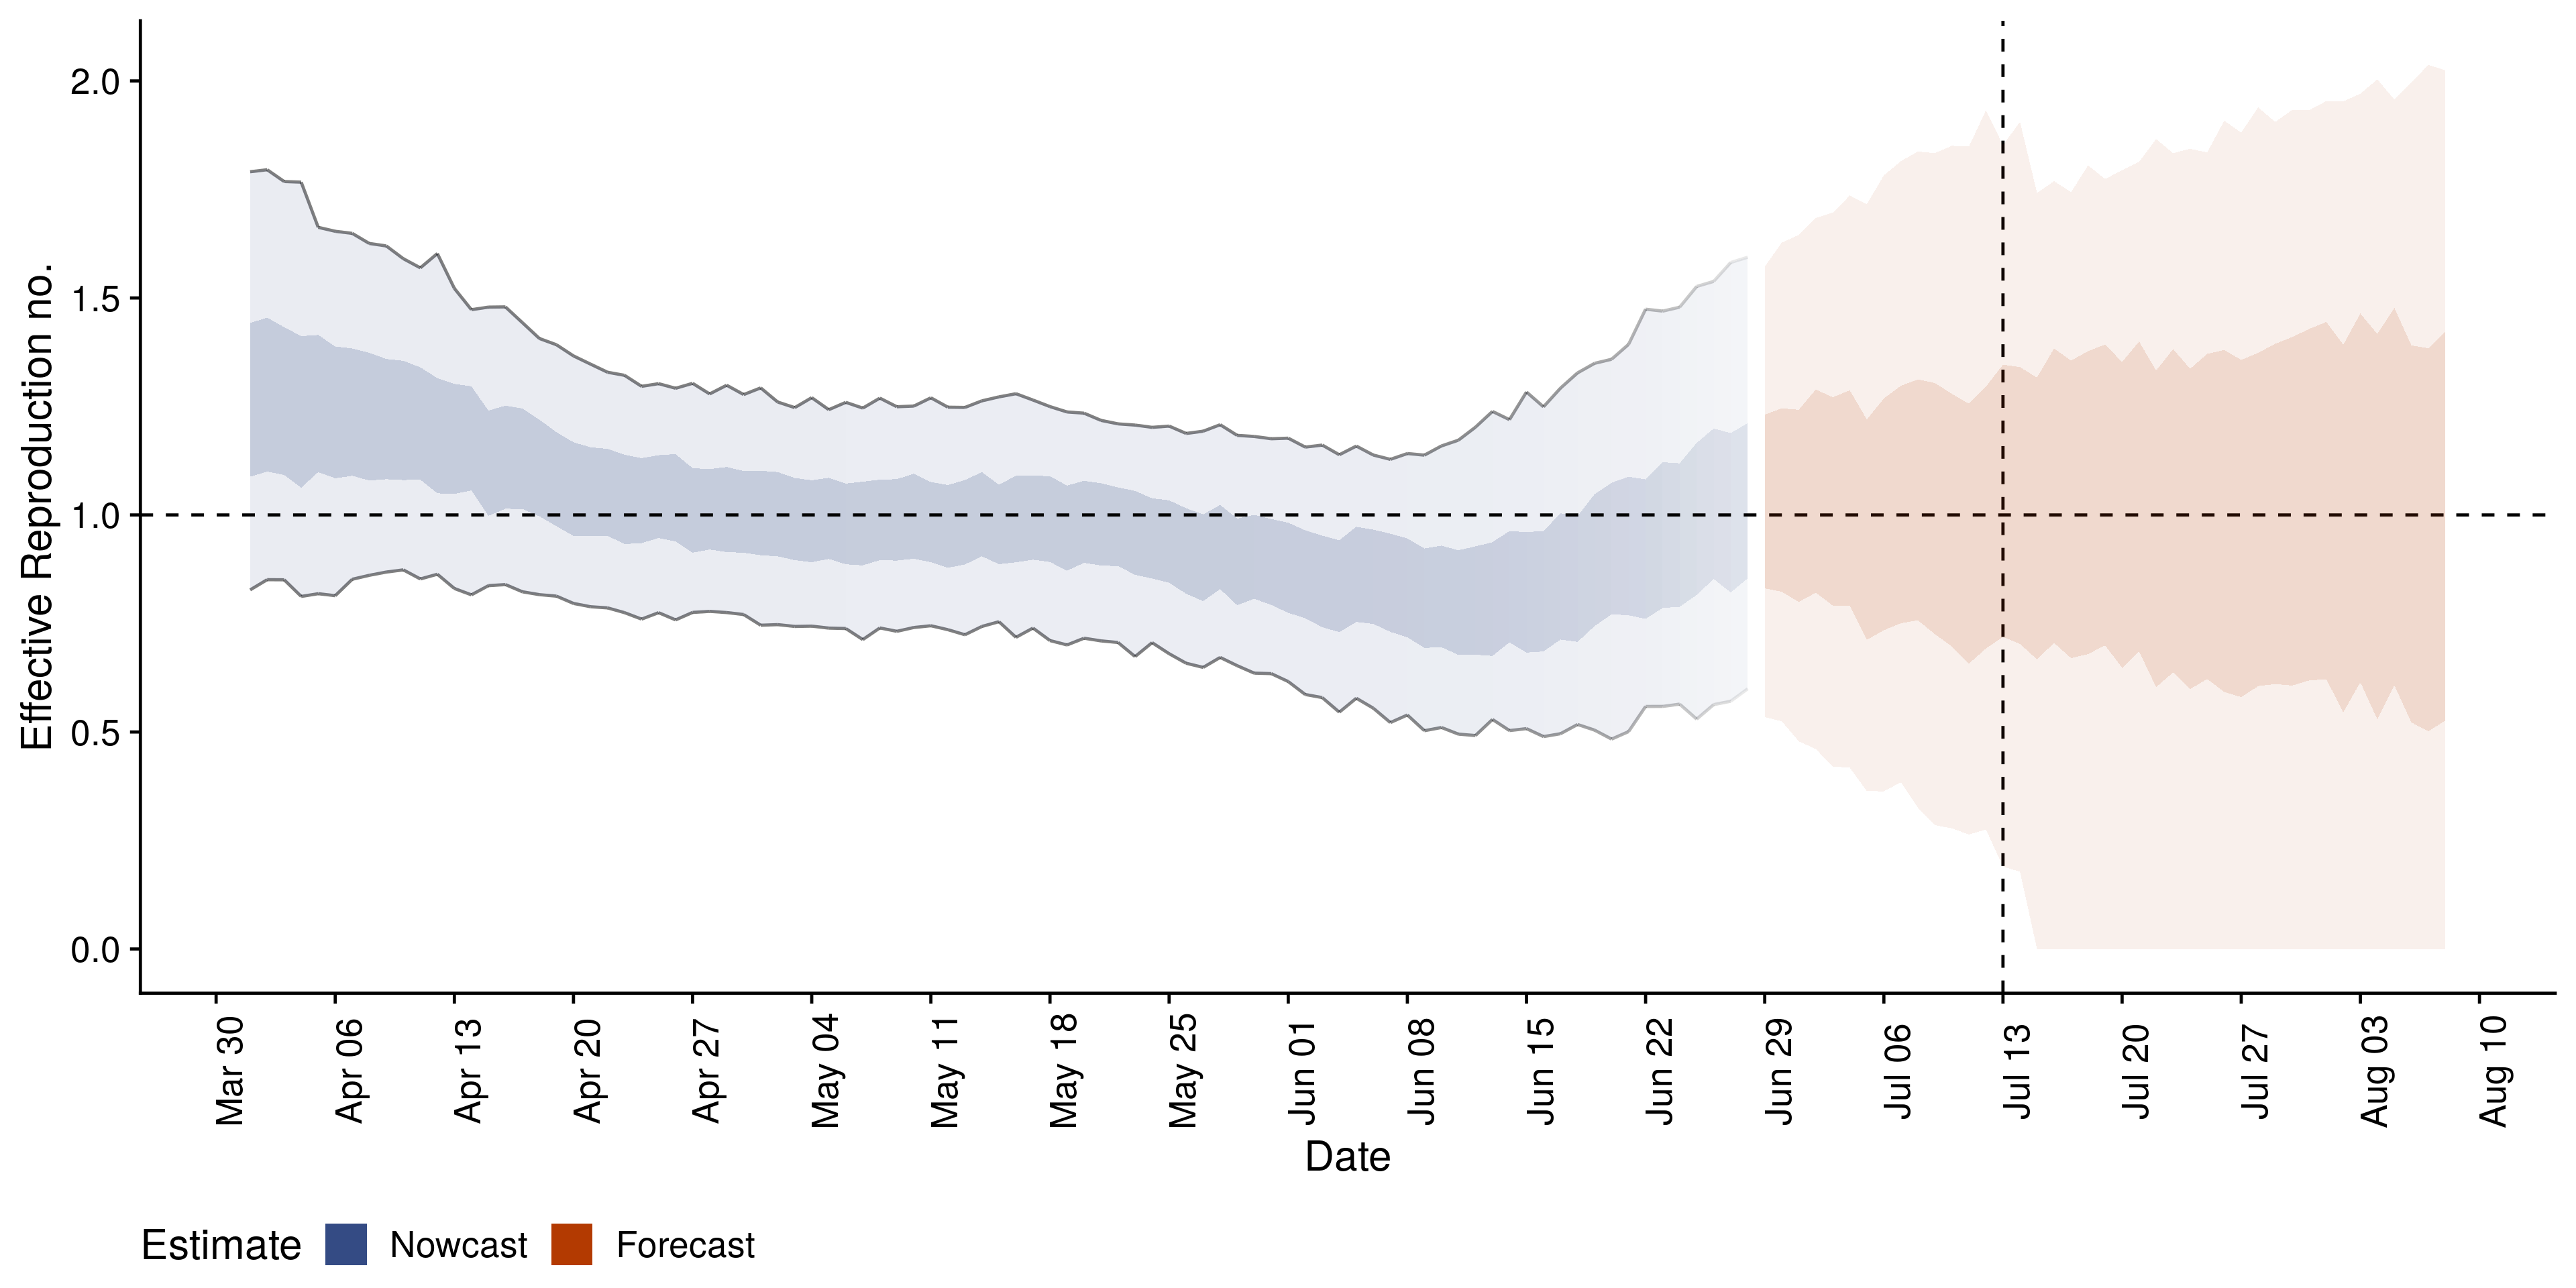 Effective Reproduction no.
2.0
1.5
1.0
0.5
0.0
Mar 30
Apr 06
Apr 13
Apr 20
Apr 27
May 04
May 11
May 18
May 25
Jun 01
Jun 08
Jun 15
Jun 22
Jun 29
Jul 06
Jul 13
Jul 20
Jul 27
Aug 03
Aug 10
Date
Estimate Nowcast Forecast